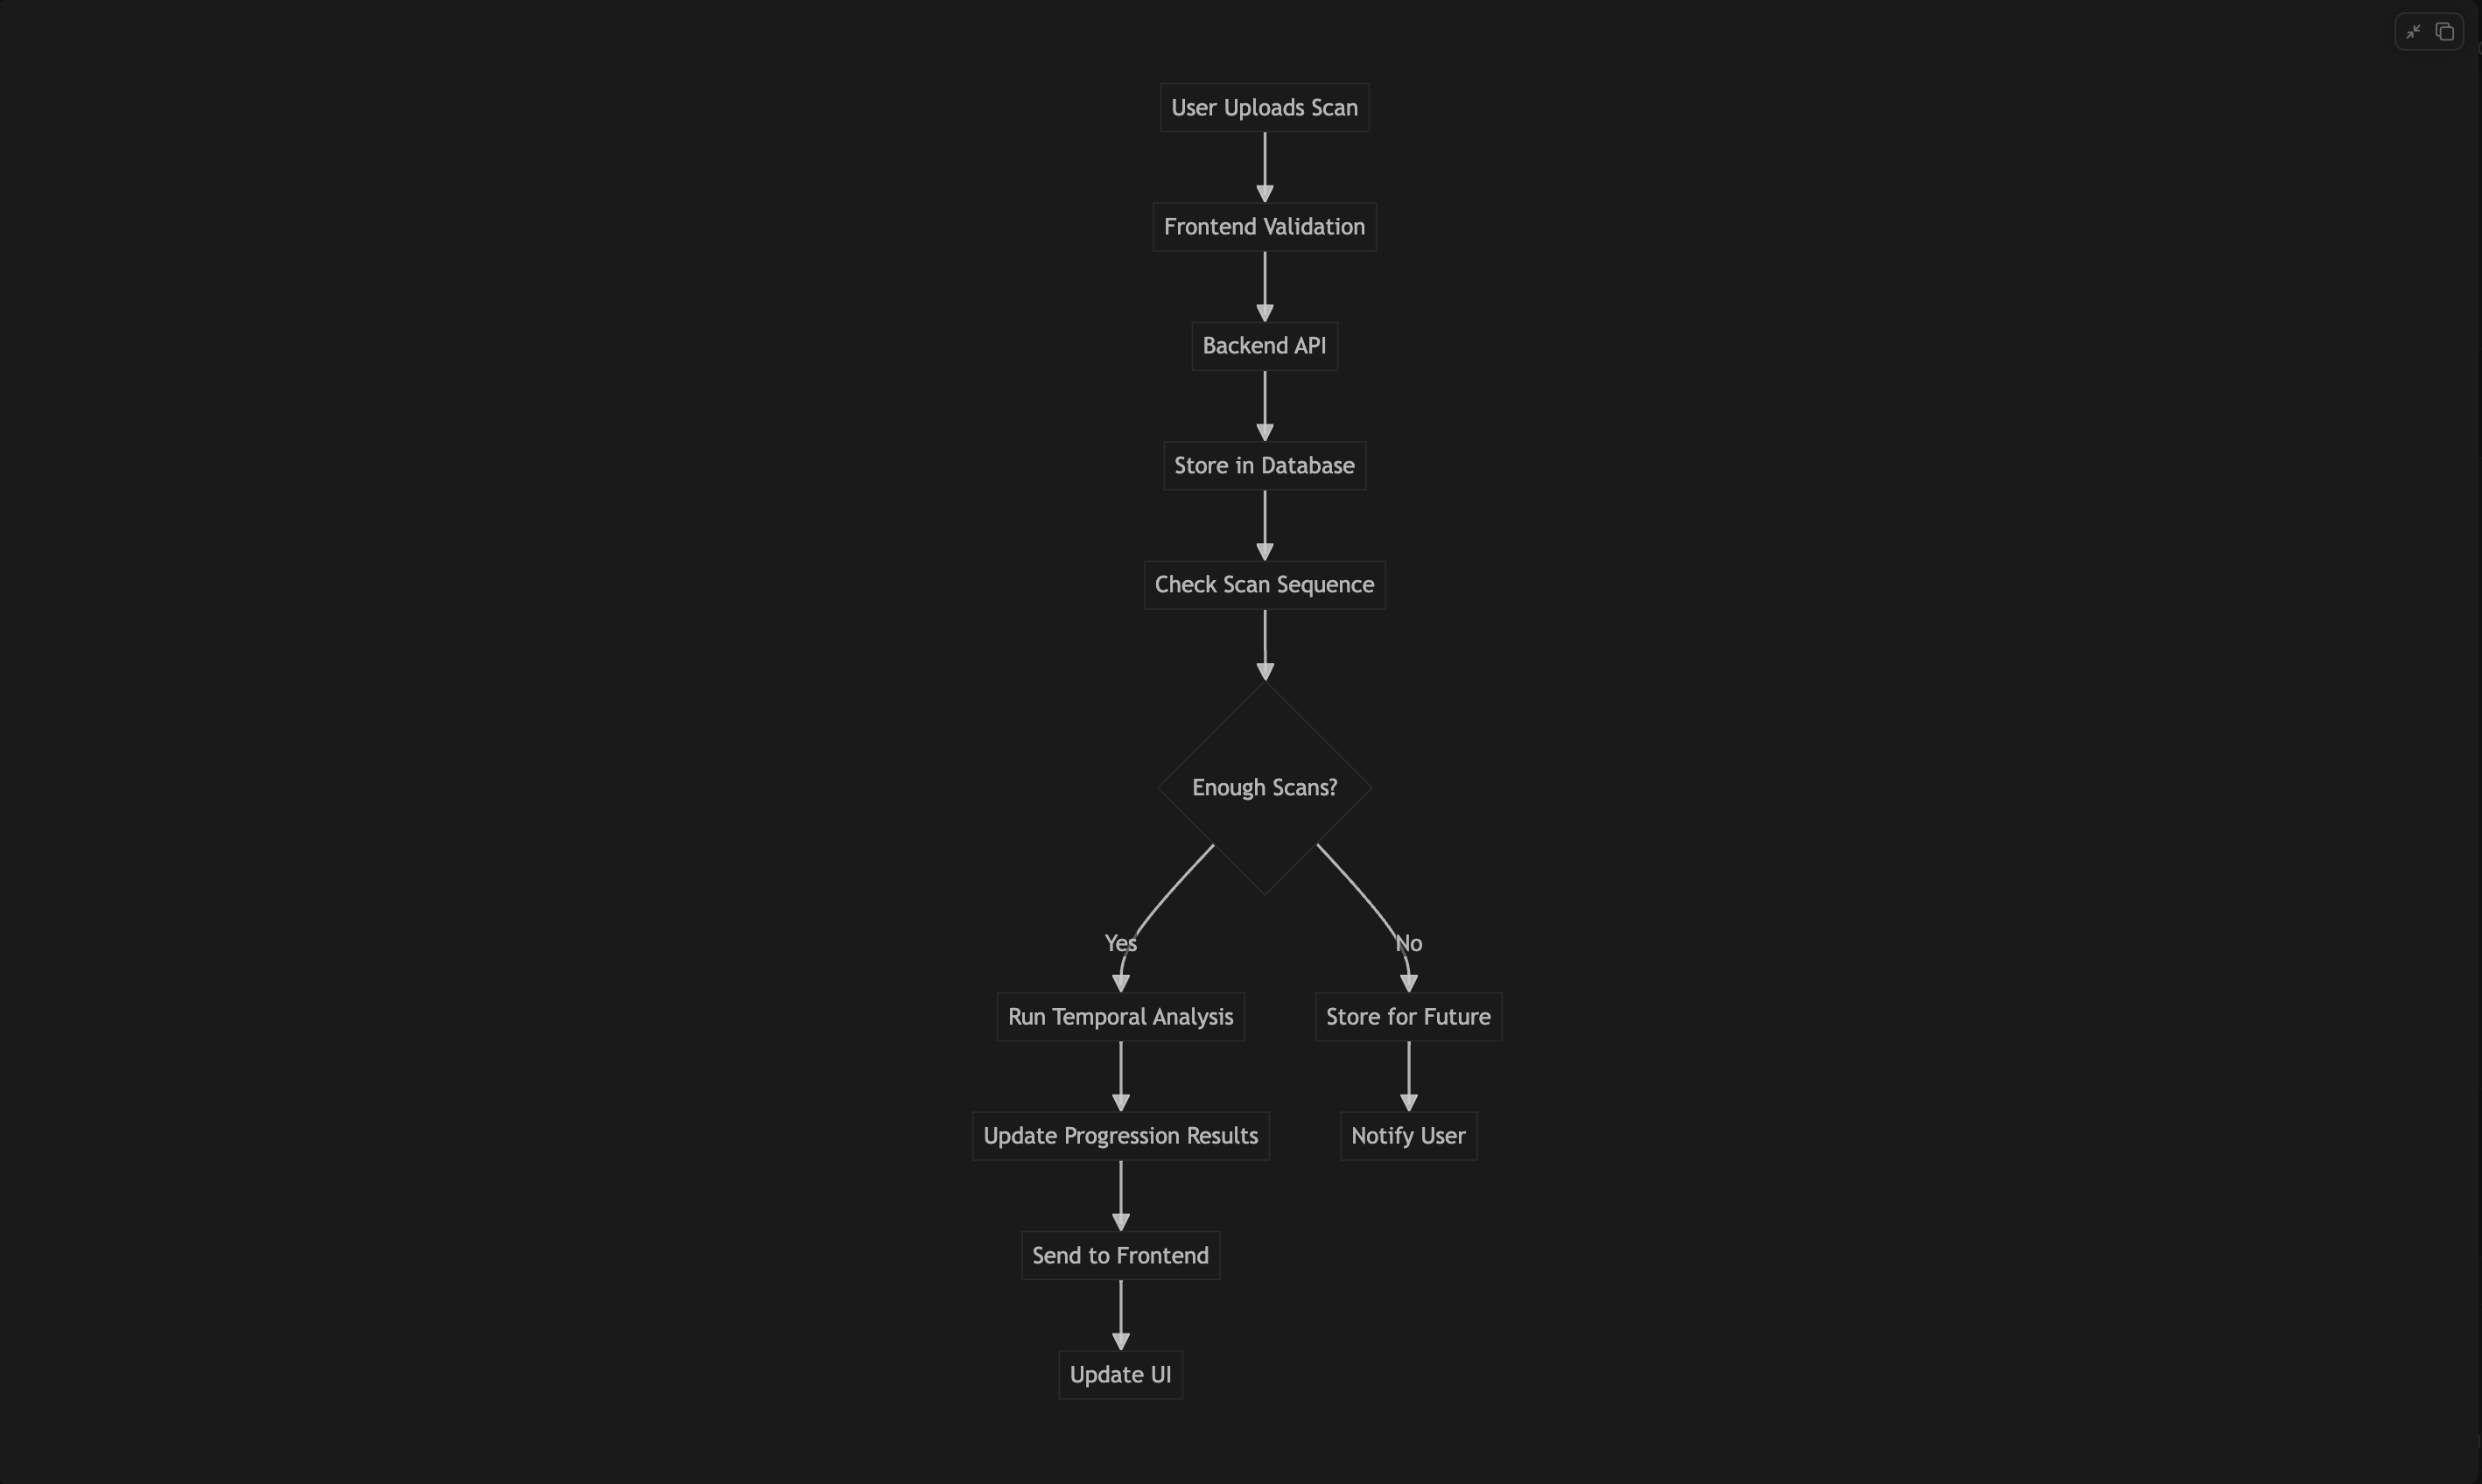 User Uploads Scan
Frontend Validation
Backend API
Store in Database
Check Scan Sequence
Enough Scans?
Yes
No
Run Temporal Analysis
Store for Future
Update Progression Results
Notify User
Send to Frontend
Update UI